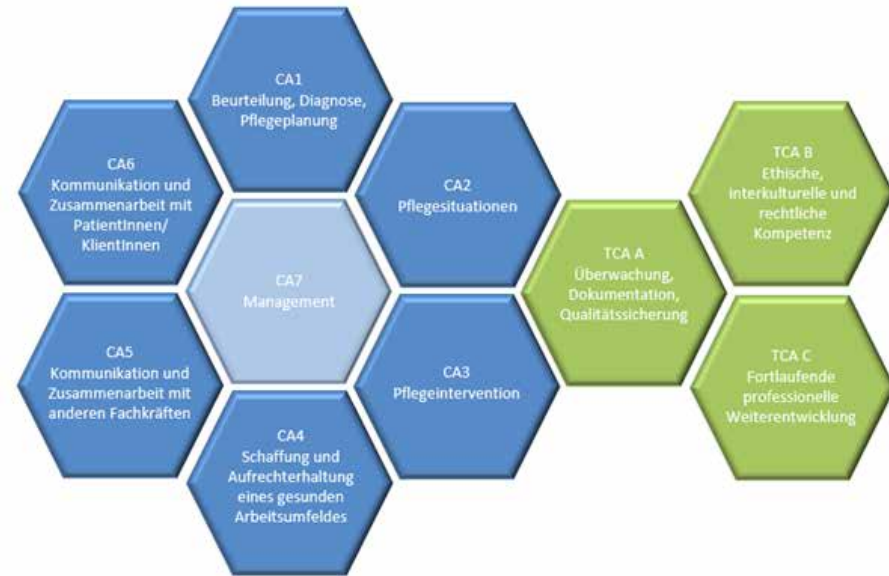 CA1
Beurteilung, Diagnose,
Pflegeplanung
CA6
Kommunikation und
Zusammenarbeit mit
PatientInnen/
KlientInnen
CA2
Pflegesituationen
TCA B
Ethische,
interkulturelle und
rechtliche
Kompetenz
CA7
Management
TCA A
Überwachung,
Dokumentation,
Qualitätssicherung
CA5
Kommunikation und
Zusammenarbeit mit
anderen Fachkräften
CA3
Pflegeintervention
TCA C
Fortlaufende
professionelle
Weiterentwicklung
CA4
Schaffung und
Aufrechterhaltung
eines gesunden
Arbeitsumfeldes